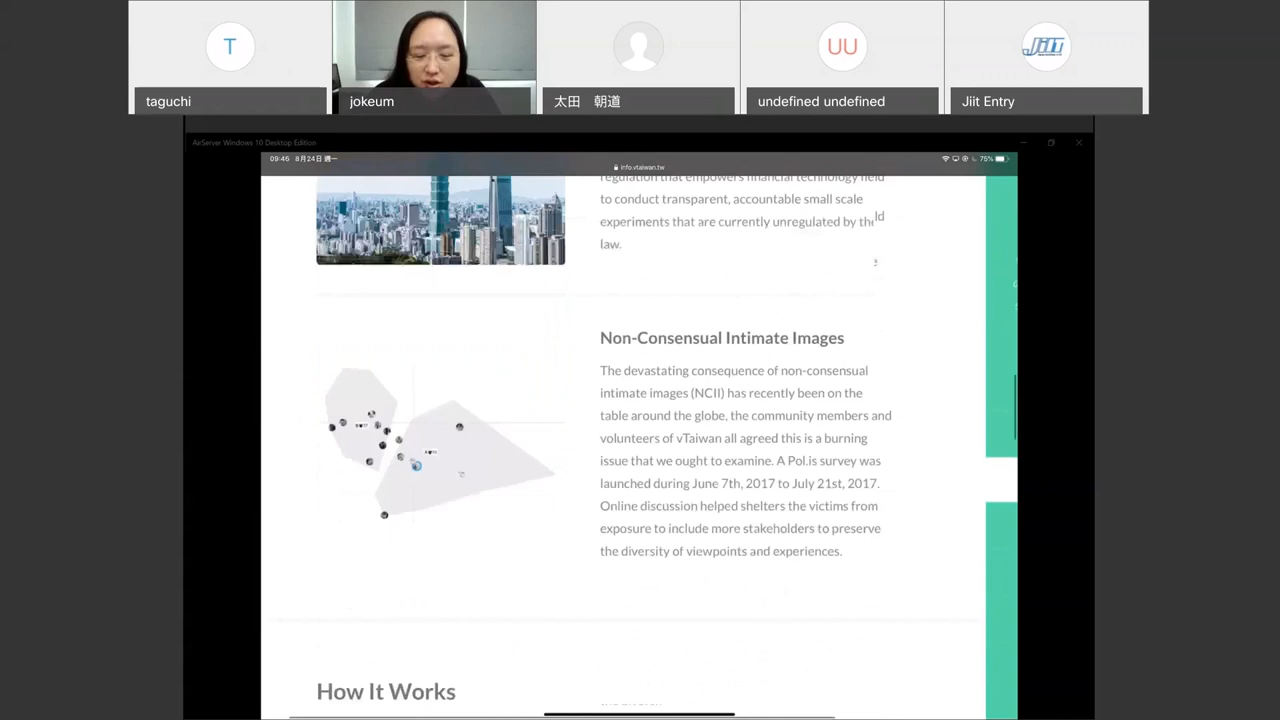 T
UU
JiiT
taguchi
jokeum
太田 朝道
undefined undefined
Jiit Entry
AirServer Windows 10 Desktop Edition
09:46 8月24日 週一
info.vtaiwan.tw
75%
regulation that empowers financial technology field
to conduct transparent, accountable small scale
experiments that are currently unregulated by the
law.
Non-Consensual Intimate Images
The devastating consequence of non-consensual
intimate images (NCII) has recently been on the
table around the globe, the community members and
volunteers of vTaiwan all agreed this is a burning
issue that we ought to examine. A Pol.is survey was
launched during June 7th, 2017 to July 21st, 2017.
Online discussion helped shelters the victims from
exposure to include more stakeholders to preserve
the diversity of viewpoints and experiences.
How It Works